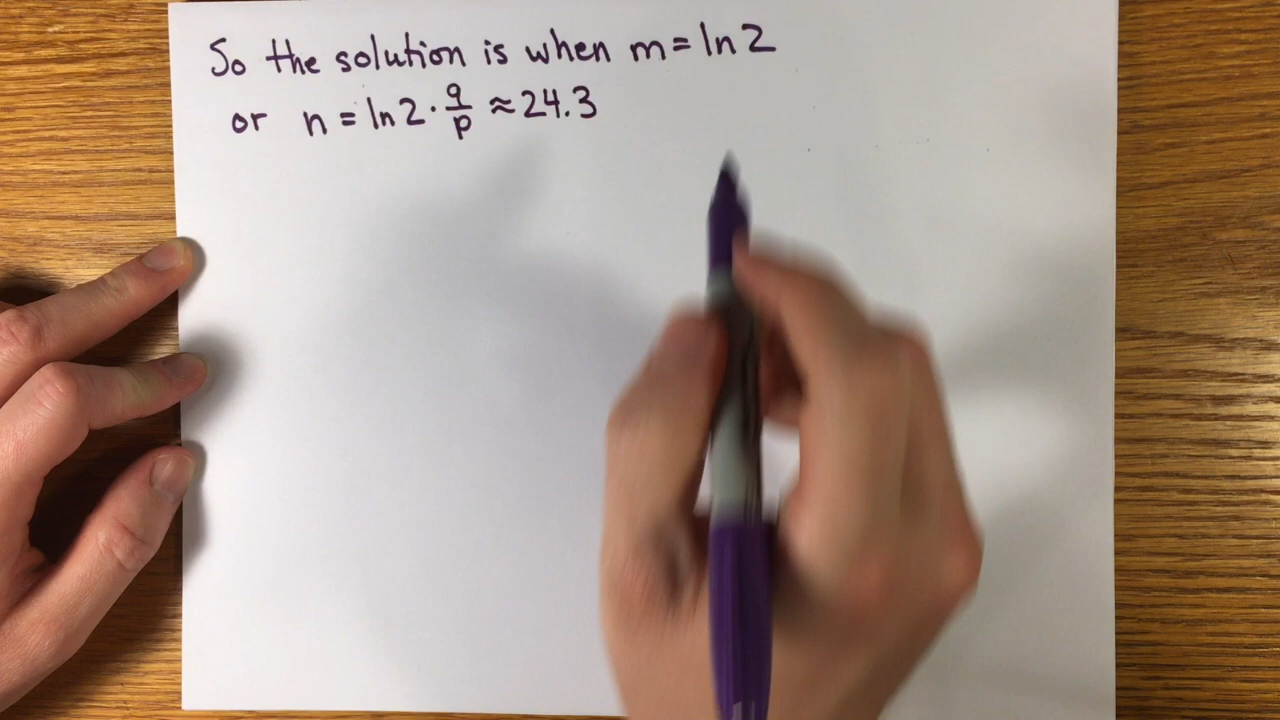 So the solution is when m = ln 2
or n = ln 2 · q/p ≈ 24.3